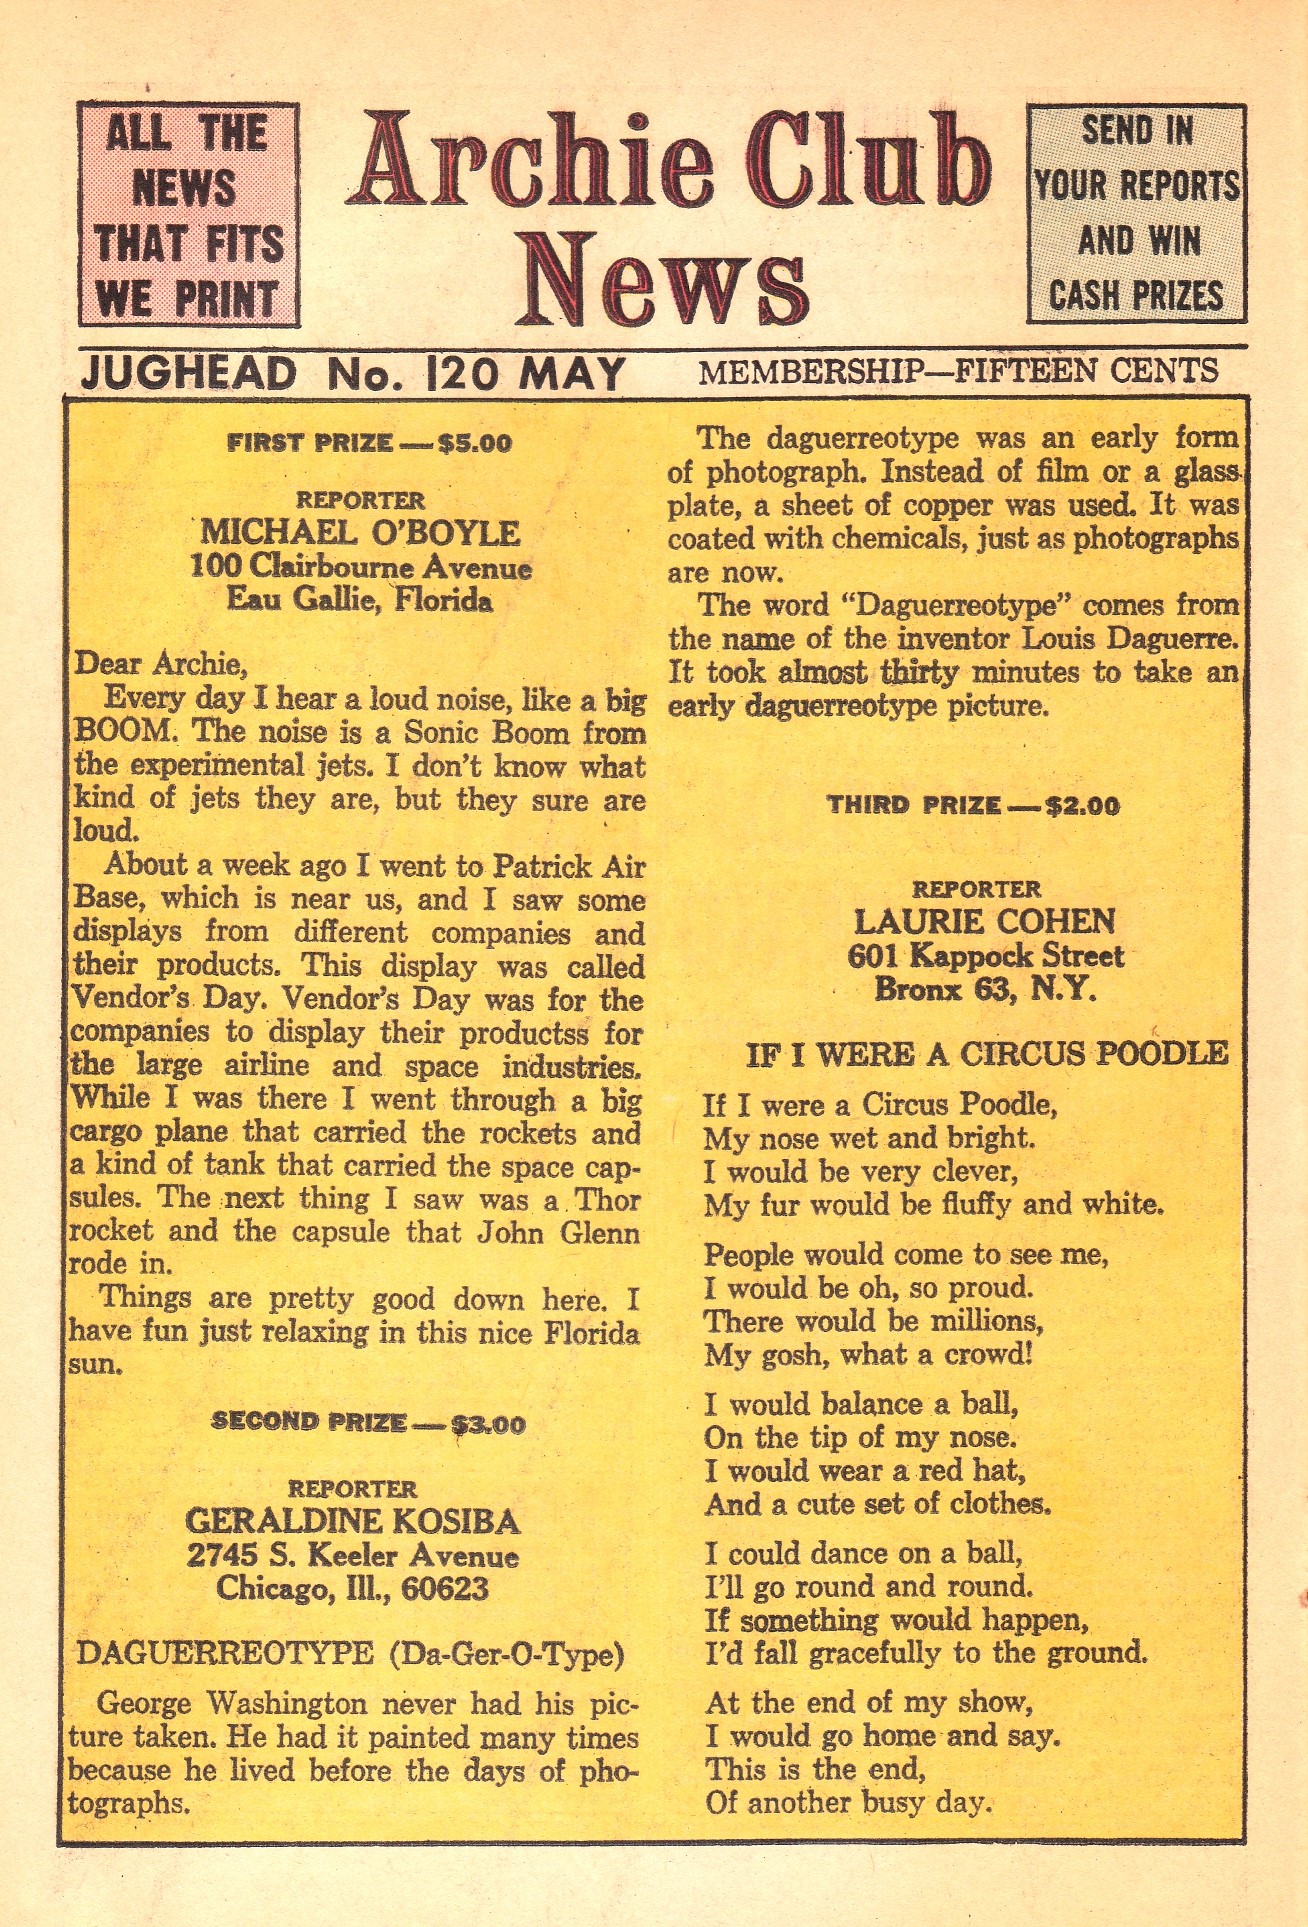 ALL THE
NEWS
THAT FITS
WE PRINT
Archie Club
News
SEND IN
YOUR REPORTS
AND WIN
CASH PRIZES
JUGHEAD No. 120 MAY
MEMBERSHIP—FIFTEEN CENTS
FIRST PRIZE — $5.00
REPORTER
MICHAEL O'BOYLE
100 Clairbourne Avenue
Eau Gallie, Florida
Dear Archie,
Every day I hear a loud noise, like a big
BOOM. The noise is a Sonic Boom from
the experimental jets. I don't know what
kind of jets they are, but they sure are
loud.
About a week ago I went to Patrick Air
Base, which is near us, and I saw some
displays from different companies and
their products. This display was called
Vendor's Day. Vendor's Day was for the
companies to display their productss for
the large airline and space industries.
While I was there I went through a big
cargo plane that carried the rockets and
a kind of tank that carried the space cap-
sules. The next thing I saw was a Thor
rocket and the capsule that John Glenn
rode in.
Things are pretty good down here. I
have fun just relaxing in this nice Florida
sun.
SECOND PRIZE — $3.00
REPORTER
GERALDINE KOSIBA
2745 S. Keeler Avenue
Chicago, Ill., 60623
DAGUERREOTYPE (Da-Ger-O-Type)
George Washington never had his pic-
ture taken. He had it painted many times
because he lived before the days of pho-
tographs.
The daguerreotype was an early form
of photograph. Instead of film or a glass
plate, a sheet of copper was used. It was
coated with chemicals, just as photographs
are now.
The word “Daguerreotype” comes from
the name of the inventor Louis Daguerre.
It took almost thirty minutes to take an
early daguerreotype picture.
THIRD PRIZE — $2.00
REPORTER
LAURIE COHEN
601 Kappock Street
Bronx 63, N.Y.
IF I WERE A CIRCUS POODLE
If I were a Circus Poodle,
My nose wet and bright.
I would be very clever,
My fur would be fluffy and white.
People would come to see me,
I would be oh, so proud.
There would be millions,
My gosh, what a crowd!
I would balance a ball,
On the tip of my nose.
I would wear a red hat,
And a cute set of clothes.
I could dance on a ball,
I'll go round and round.
If something would happen,
I'd fall gracefully to the ground.
At the end of my show,
I would go home and say.
This is the end,
Of another busy day.